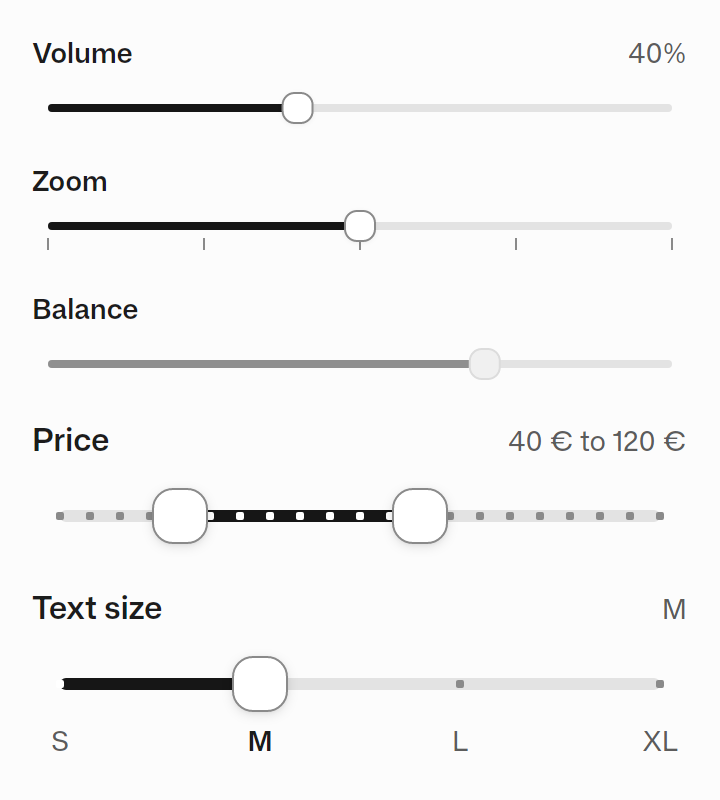 Volume 40%
Zoom
Balance
Price 40 € to 120 €
Text size M
S M L XL